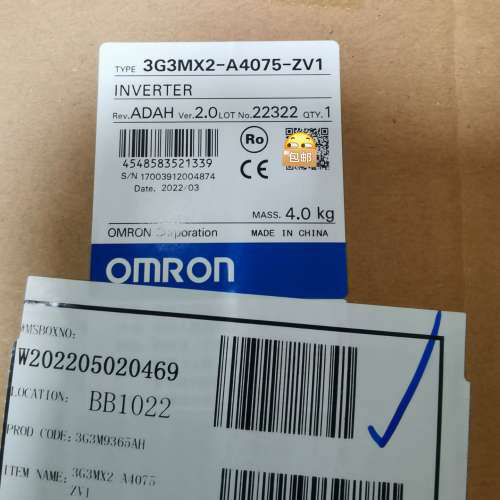 TYPE 3G3MX2-A4075-ZV1
INVERTER
Rev.ADAH Ver.2.0 LOT No.22322 QTY.1
Ro
包邮
4548583521339
S/N 17003912004874
Date. 2022/03
CE
MASS. 4.0 kg
OMRON Corporation MADE IN CHINA
OMRON
*MSBOXNO:
W202205020469
LOCATION: BB1022
PROD CODE: 3G3M9365AH
ITEM NAME: 3G3MX2 A4075
ZV1